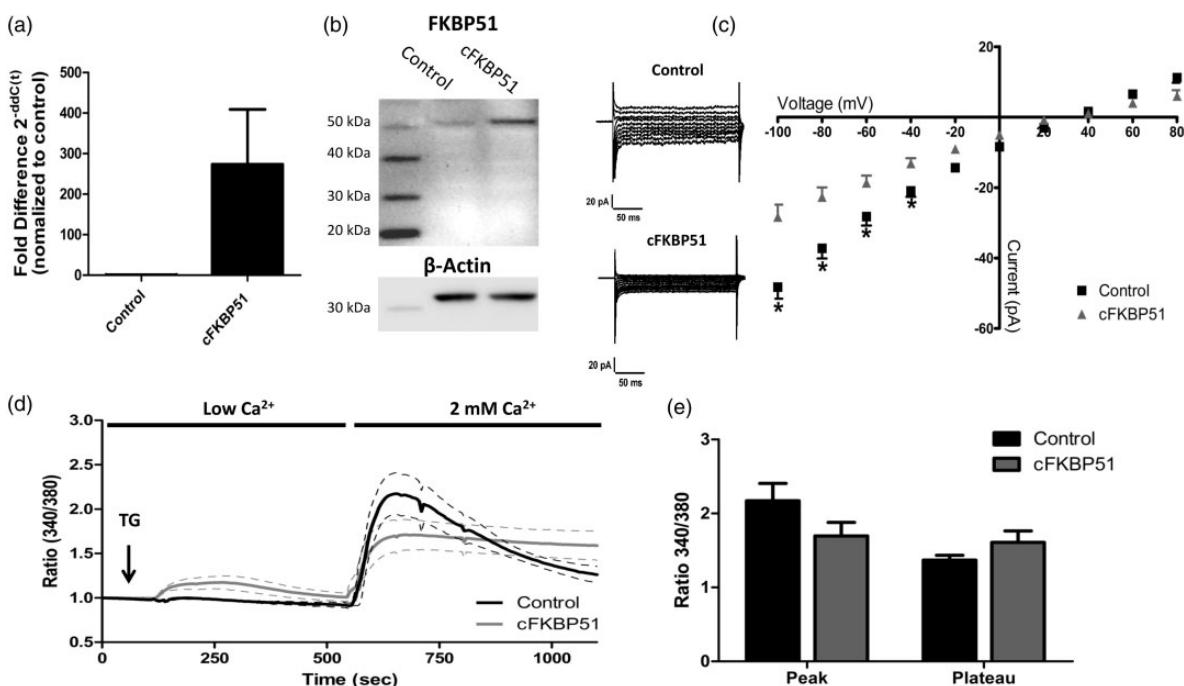 (a)
Fold Difference 2^-ddC(t)
(nomalized to control)
500
400
300
200
100
0
Control
cFKBP51
(b)
FKBP51
Control
cFKBP51
50 kDa
40 kDa
30 kDa
20 kDa
β-Actin
30 kDa
Control
20 pA
50 ms
cFKBP51
20 pA
50 ms
(c)
Voltage (mV)
-100 -80 -60 -40 -20 0 20 40 60 80
20
-20
-40
-60
Current (pA)
*
*
*
*
Control
cFKBP51
(d)
Low Ca²⁺
2 mM Ca²⁺
Ratio (340/380)
3.0
2.5
2.0
1.5
1.0
0.5
TG
Control
cFKBP51
0 250 500 750 1000
Time (sec)
(e)
Ratio 340/380
3
2
1
0
Control
cFKBP51
Peak
Plateau